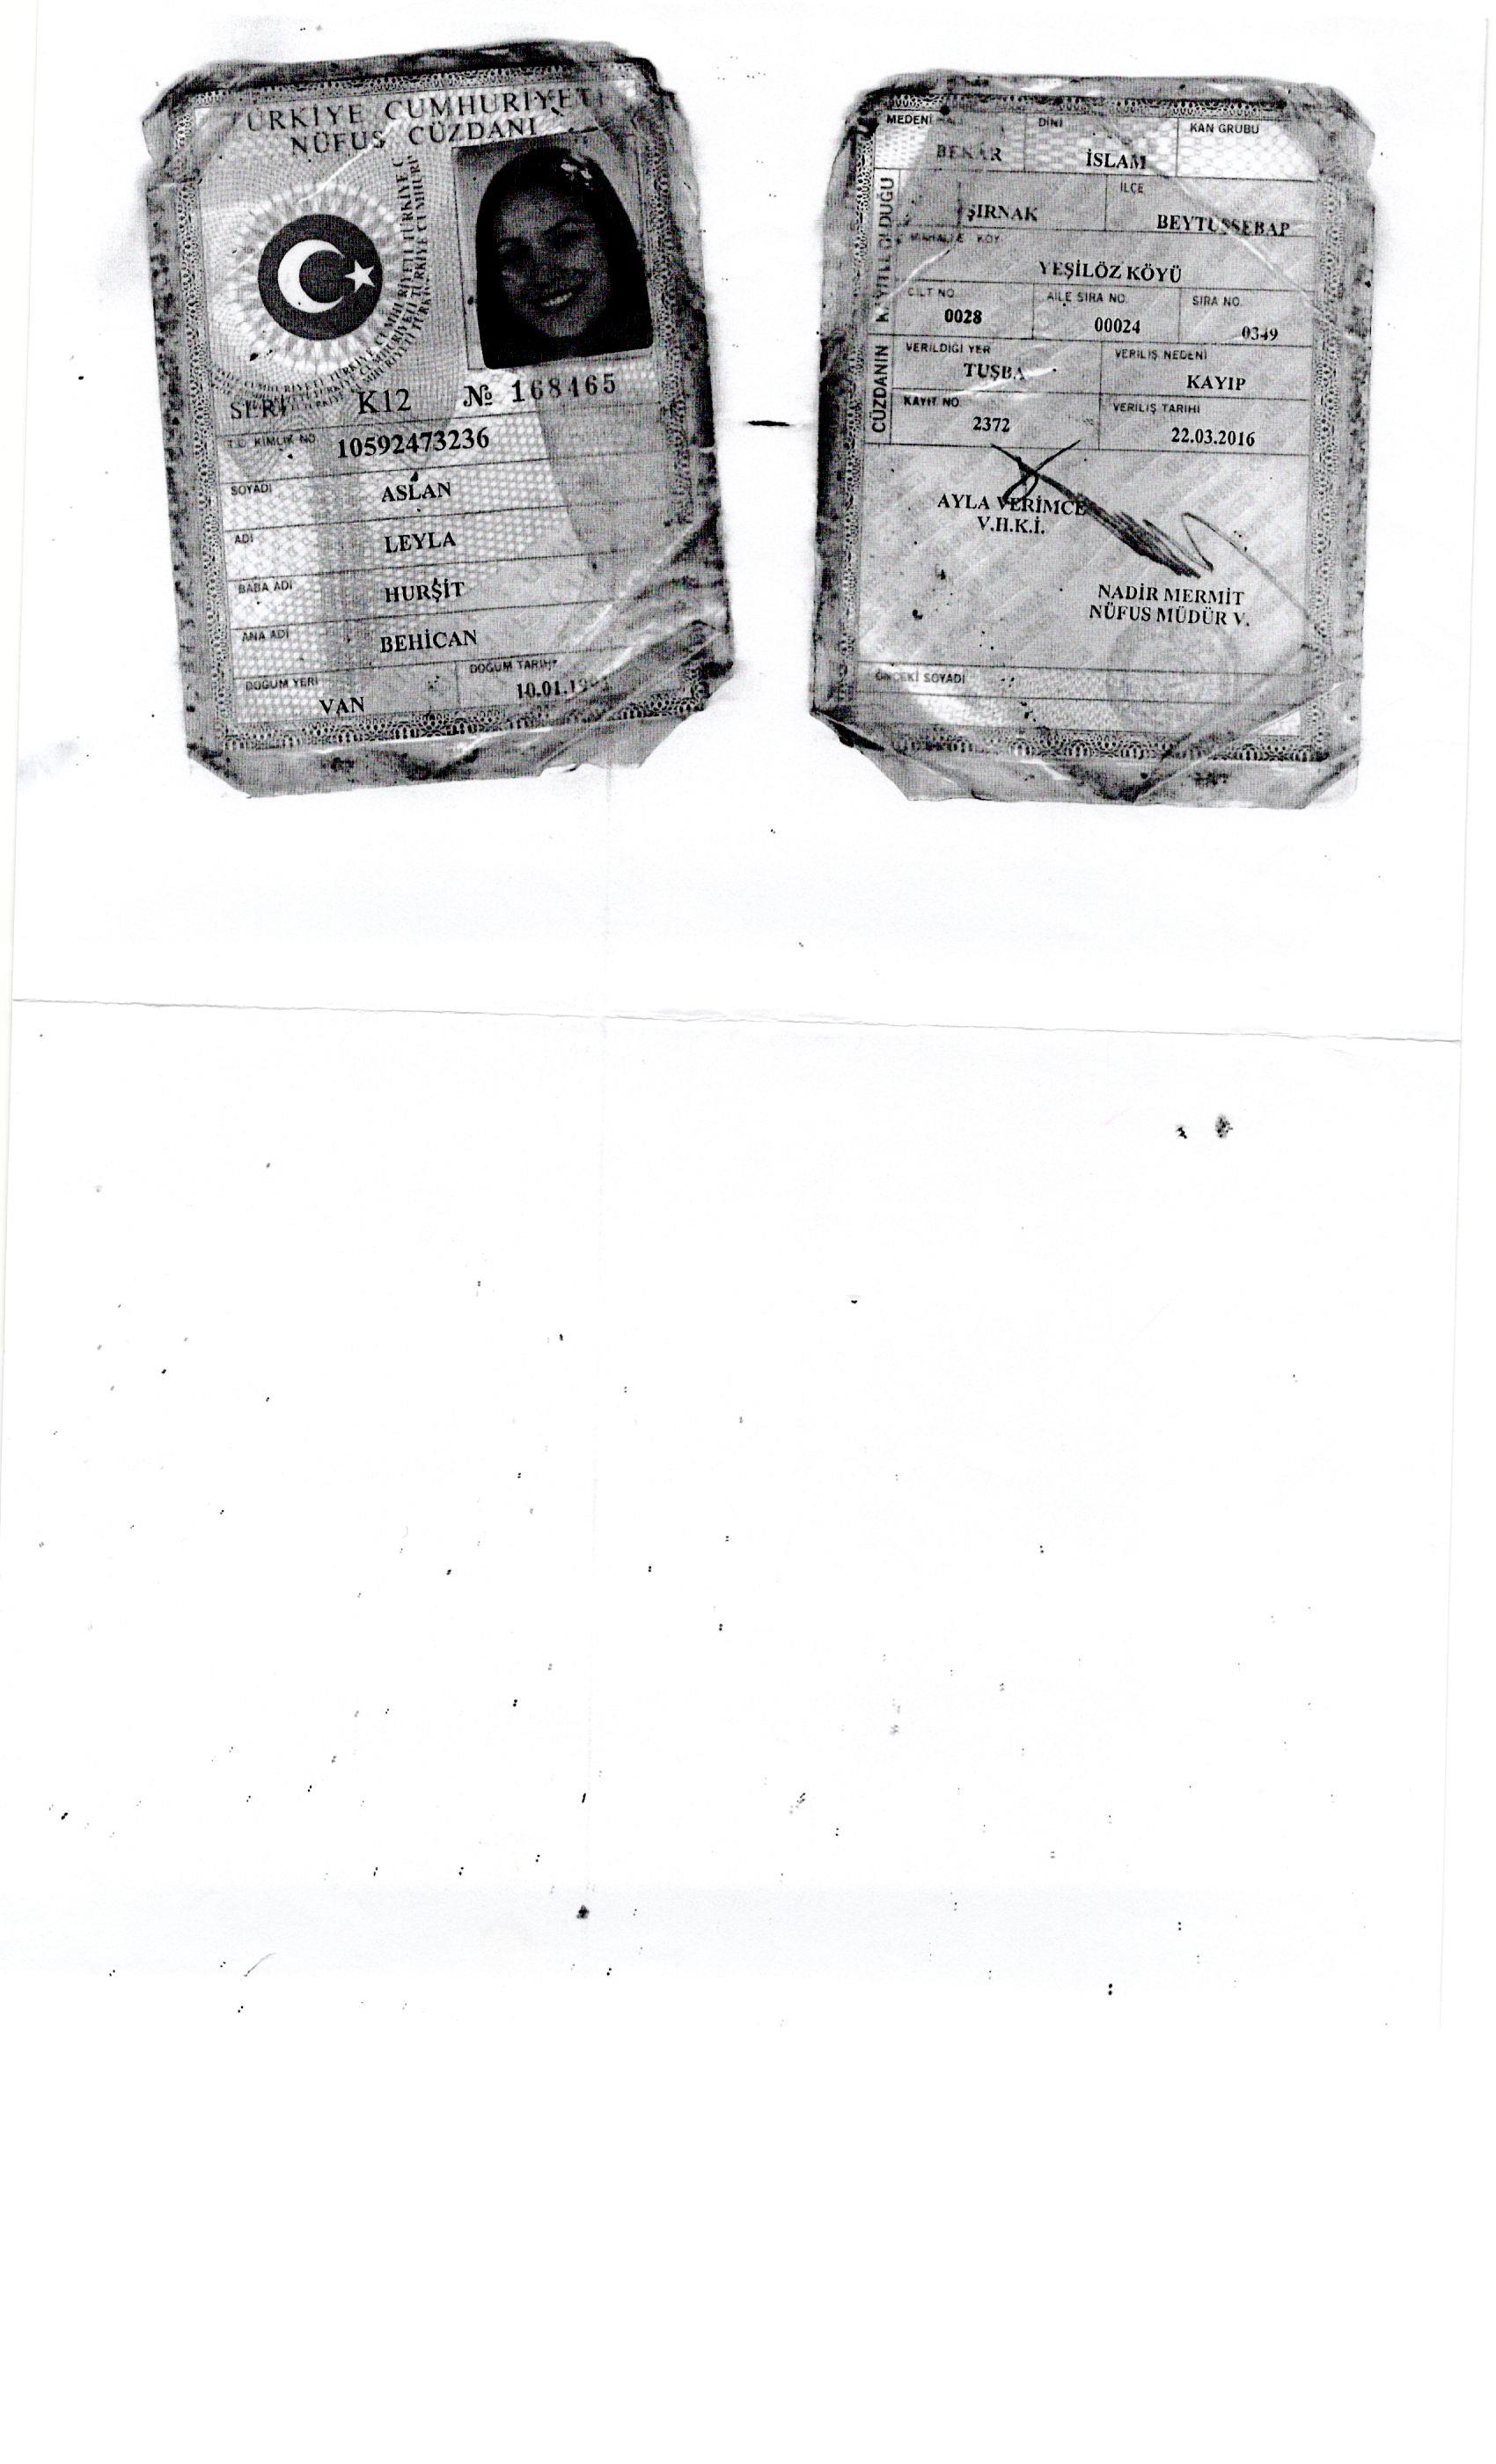 TÜRKİYE CUMHURİYETİ
NÜFUS CÜZDANI
SERİ K12 № 168465
T.C. KİMLİK NO. 10592473236
SOYADI ASLAN
ADI LEYLA
BABA ADI HURŞİT
ANA ADI BEHİCAN
DOĞUM YERİ VAN
DOĞUM TARİHİ 10.01.
MEDENİ HALİ BEKAR
DİNİ İSLAM
KAN GRUBU
KAYITLI OLDUĞU
ŞIRNAK
İLÇE BEYTÜŞŞEBAP
MAHALLE KÖY
YEŞİLÖZ KÖYÜ
CİLT NO. 0028
AİLE SIRA NO. 00024
SIRA NO. 0349
CÜZDANIN
VERİLDİĞİ YER TUŞBA
VERİLİŞ NEDENİ KAYIP
KAYIT NO. 2372
VERİLİŞ TARİHİ 22.03.2016
AYLA VERİMCE
V.H.K.İ.
NADİR MERMİT
NÜFUS MÜDÜR V.
ÖNCEKİ SOYADI